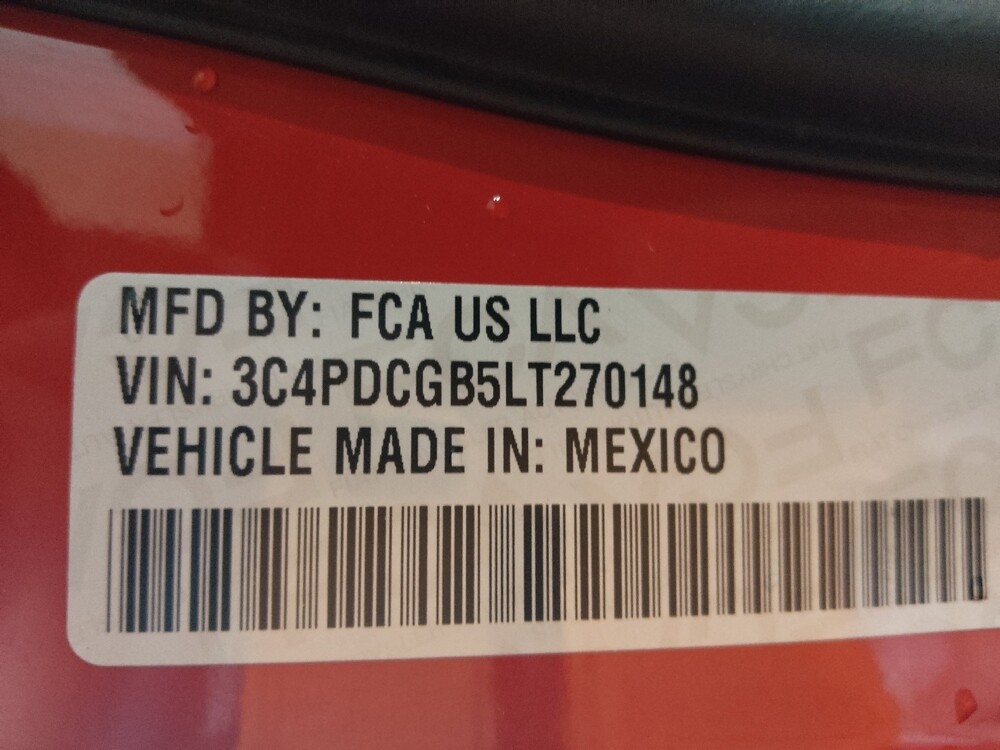 MFD BY: FCA US LLC
VIN: 3C4PDCGB5LT270148
VEHICLE MADE IN: MEXICO